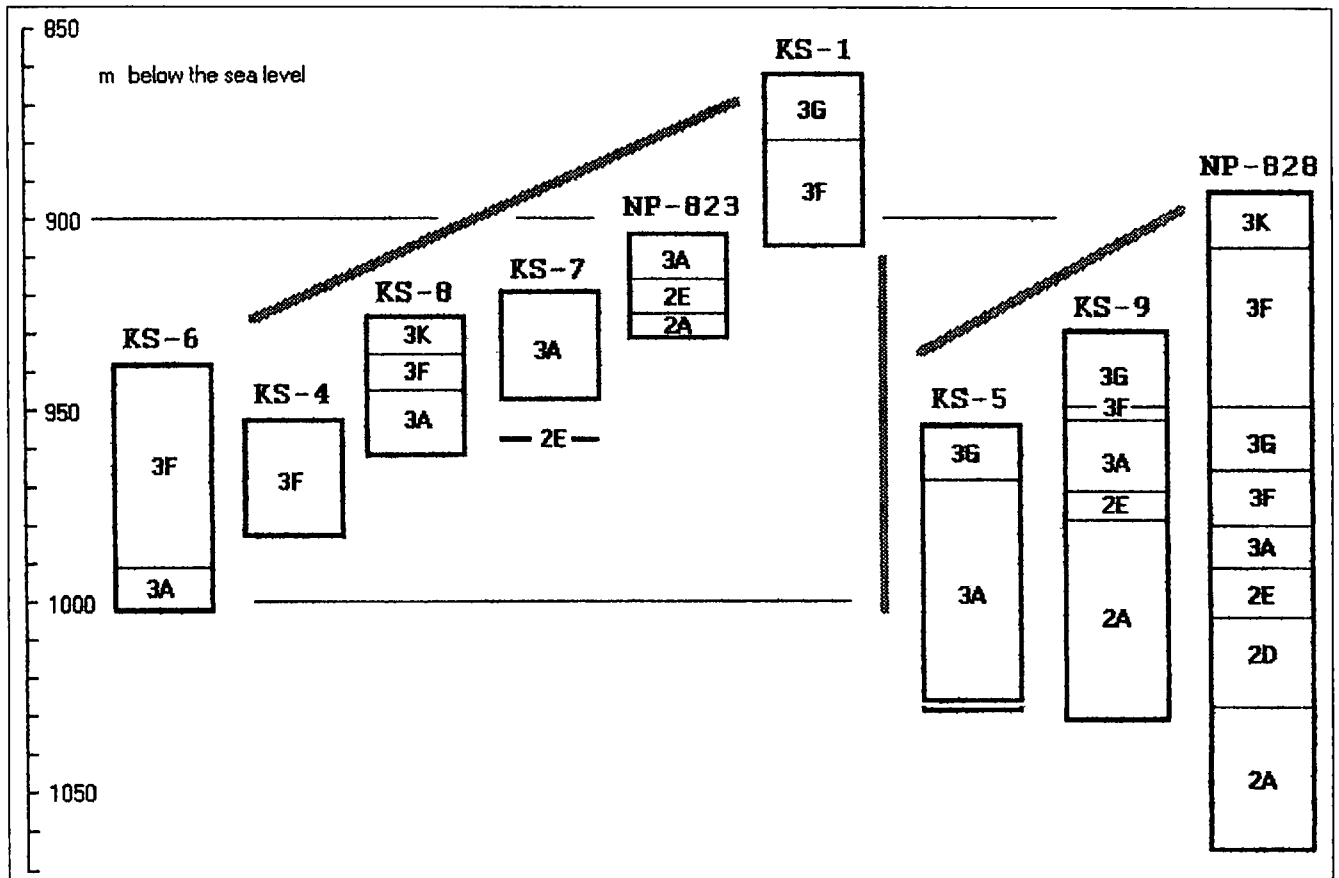 850
m below the sea level
900
950
1000
1050
KS-6
3F
3A
KS-4
3F
KS-8
3K
3F
3A
KS-7
3A
2E
NP-823
3A
2E
2A
KS-1
3G
3F
KS-5
3G
3A
KS-9
3G
3F
3A
2E
2A
NP-828
3K
3F
3G
3F
3A
2E
2D
2A